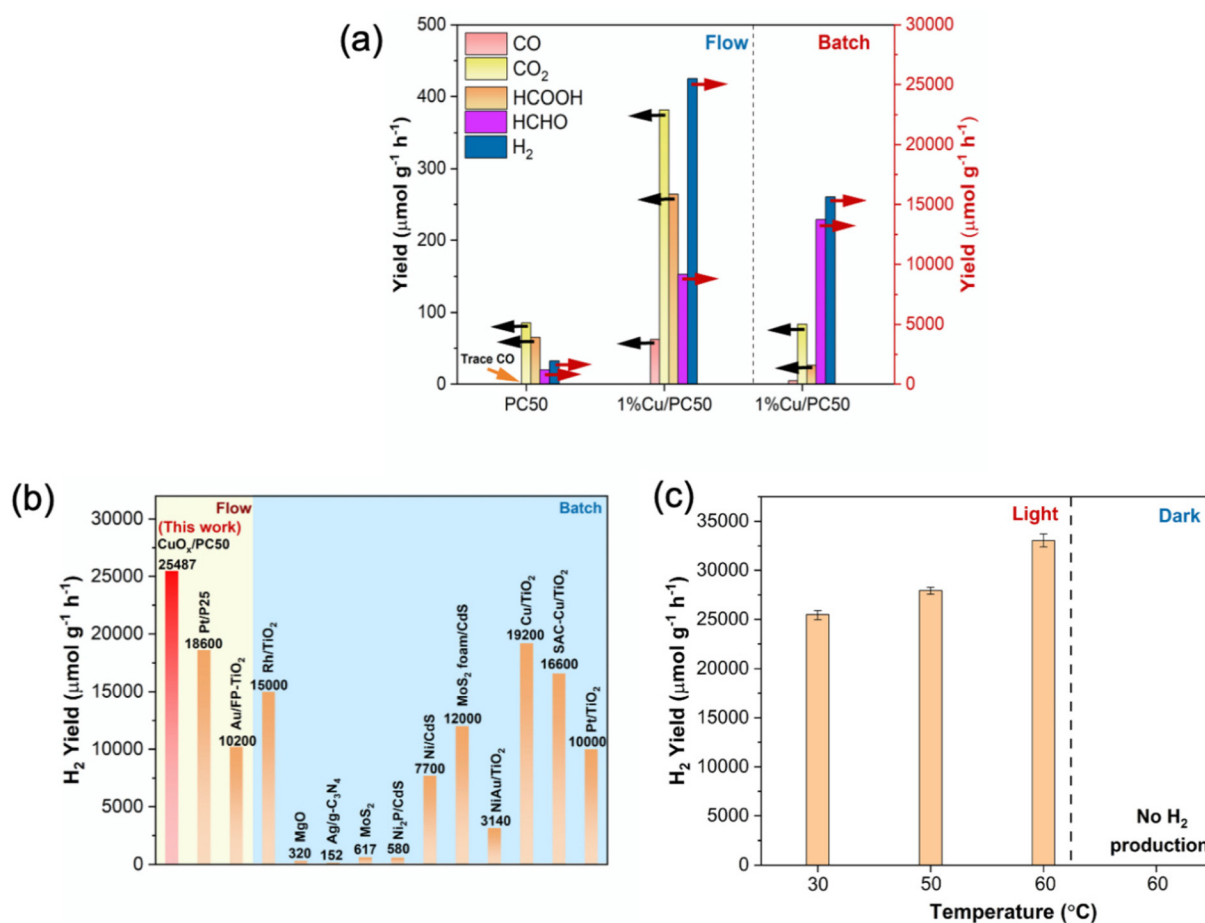 (a)
Yield (μmol g⁻¹ h⁻¹)
500
400
300
200
100
0
CO
CO₂
HCOOH
HCHO
H₂
Flow
Batch
Trace CO
PC50
1%Cu/PC50
1%Cu/PC50
30000
25000
20000
15000
10000
5000
0
Yield (μmol g⁻¹ h⁻¹)
(b)
H₂ Yield (μmol g⁻¹ h⁻¹)
30000
25000
20000
15000
10000
5000
0
Flow
Batch
(This work)
CuOₓ/PC50
25487
Pt/P25
18600
Au/FP-TiO₂
10200
Rh/TiO₂
15000
MgO
320
Ag/g-C₃N₄
152
MoS₂
617
Ni₂P/CdS
580
Ni/CdS
7700
MoS₂ foam/CdS
12000
NiAu/TiO₂
3140
Cu/TiO₂
19200
SAC-Cu/TiO₂
16600
Pt/TiO₂
10000
(c)
H₂ Yield (μmol g⁻¹ h⁻¹)
35000
30000
25000
20000
15000
10000
5000
0
Light
Dark
No H₂
production
30
50
60
60
Temperature (°C)